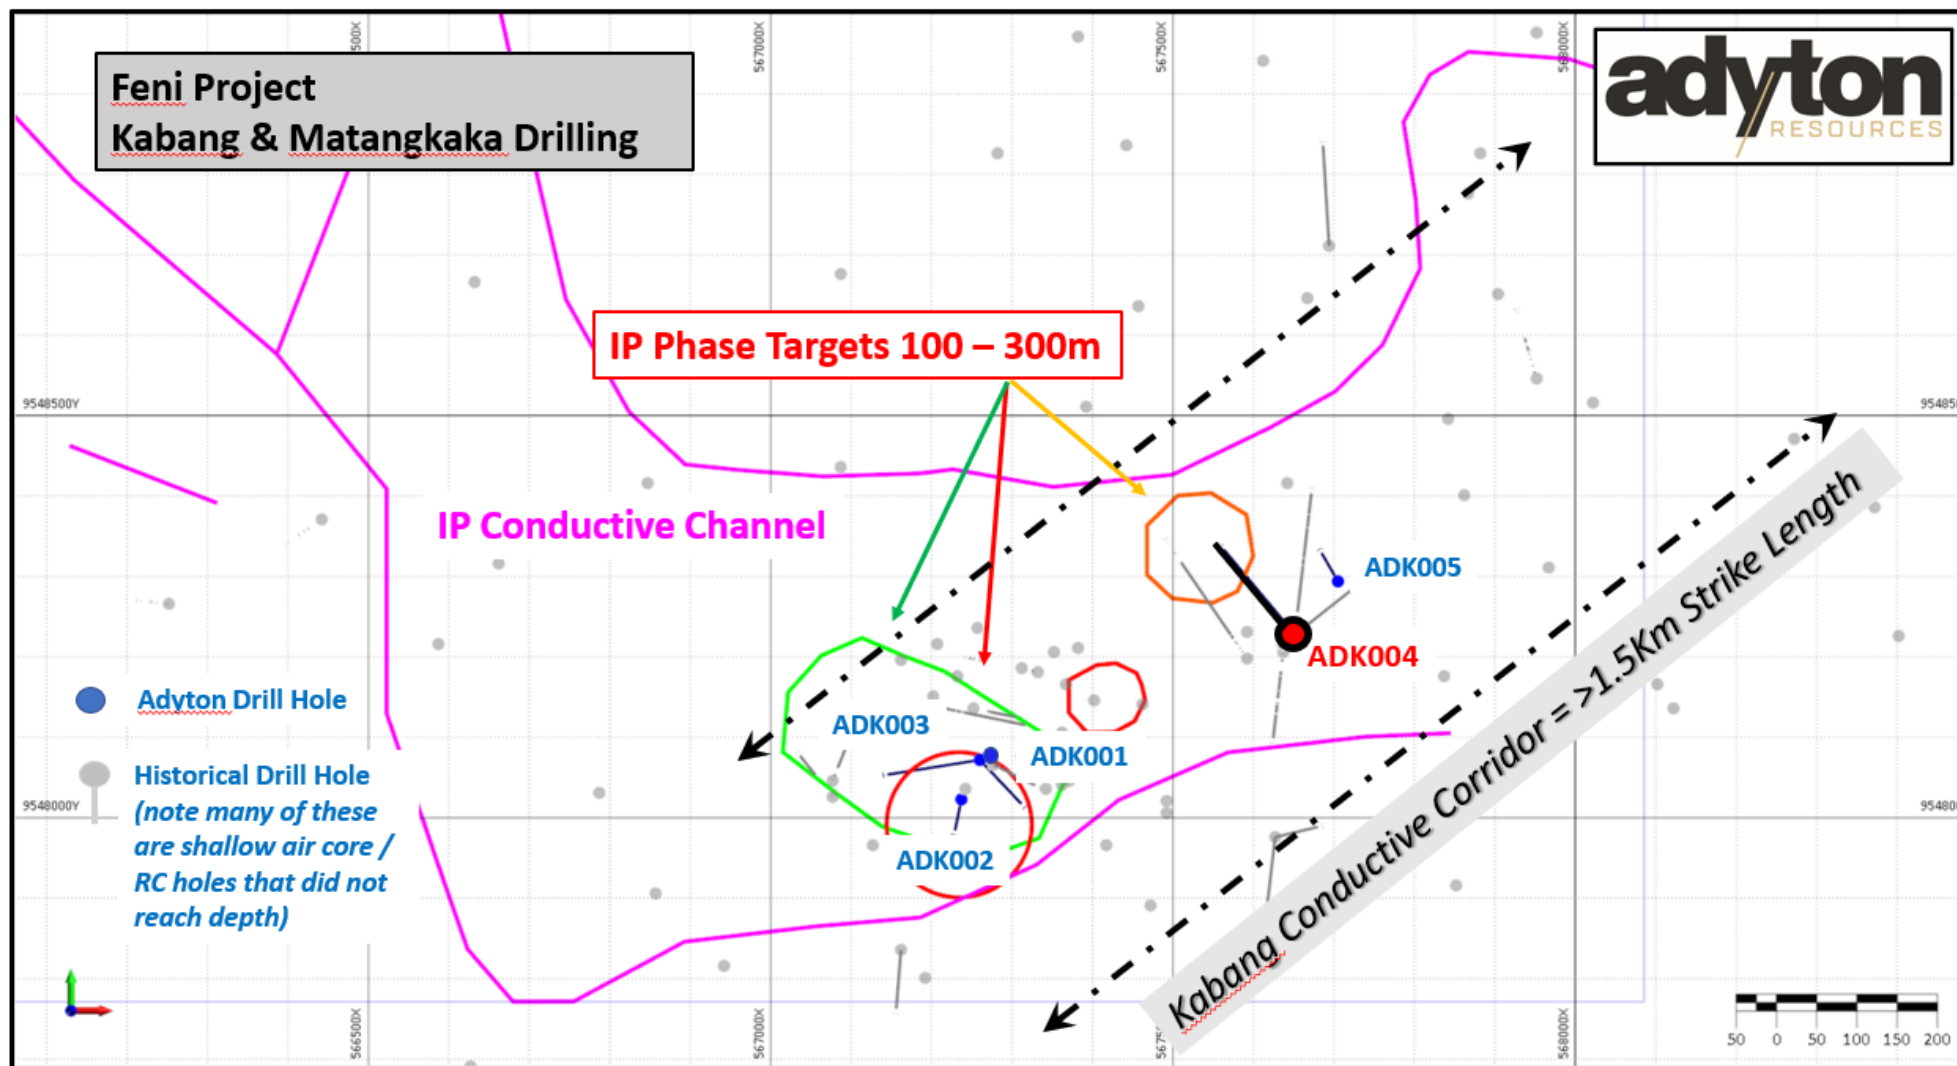 Feni Project
Kabang & Matangkaka Drilling
567000X
567500X
568000X
adyton
RESOURCES
IP Phase Targets 100 – 300m
9548500Y
IP Conductive Channel
ADK005
ADK004
Kabang Conductive Corridor = >1.5Km Strike Length
Adyton Drill Hole
ADK003
ADK001
Historical Drill Hole
(note many of these
are shallow air core /
RC holes that did not
reach depth)
9548000Y
ADK002
566500X
567000X
568000X
50 0 50 100 150 200